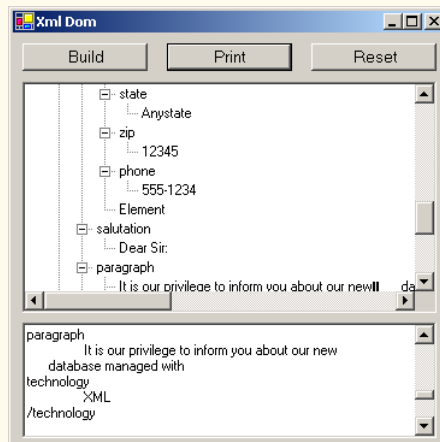 Xml Dom
Build Print Reset
state
Anystate
zip
12345
phone
555-1234
Element
salutation
Dear Sir:
paragraph
It is our privilege to inform you about our new da
paragraph
It is our privilege to inform you about our new
database managed with
technology
XML
/technology